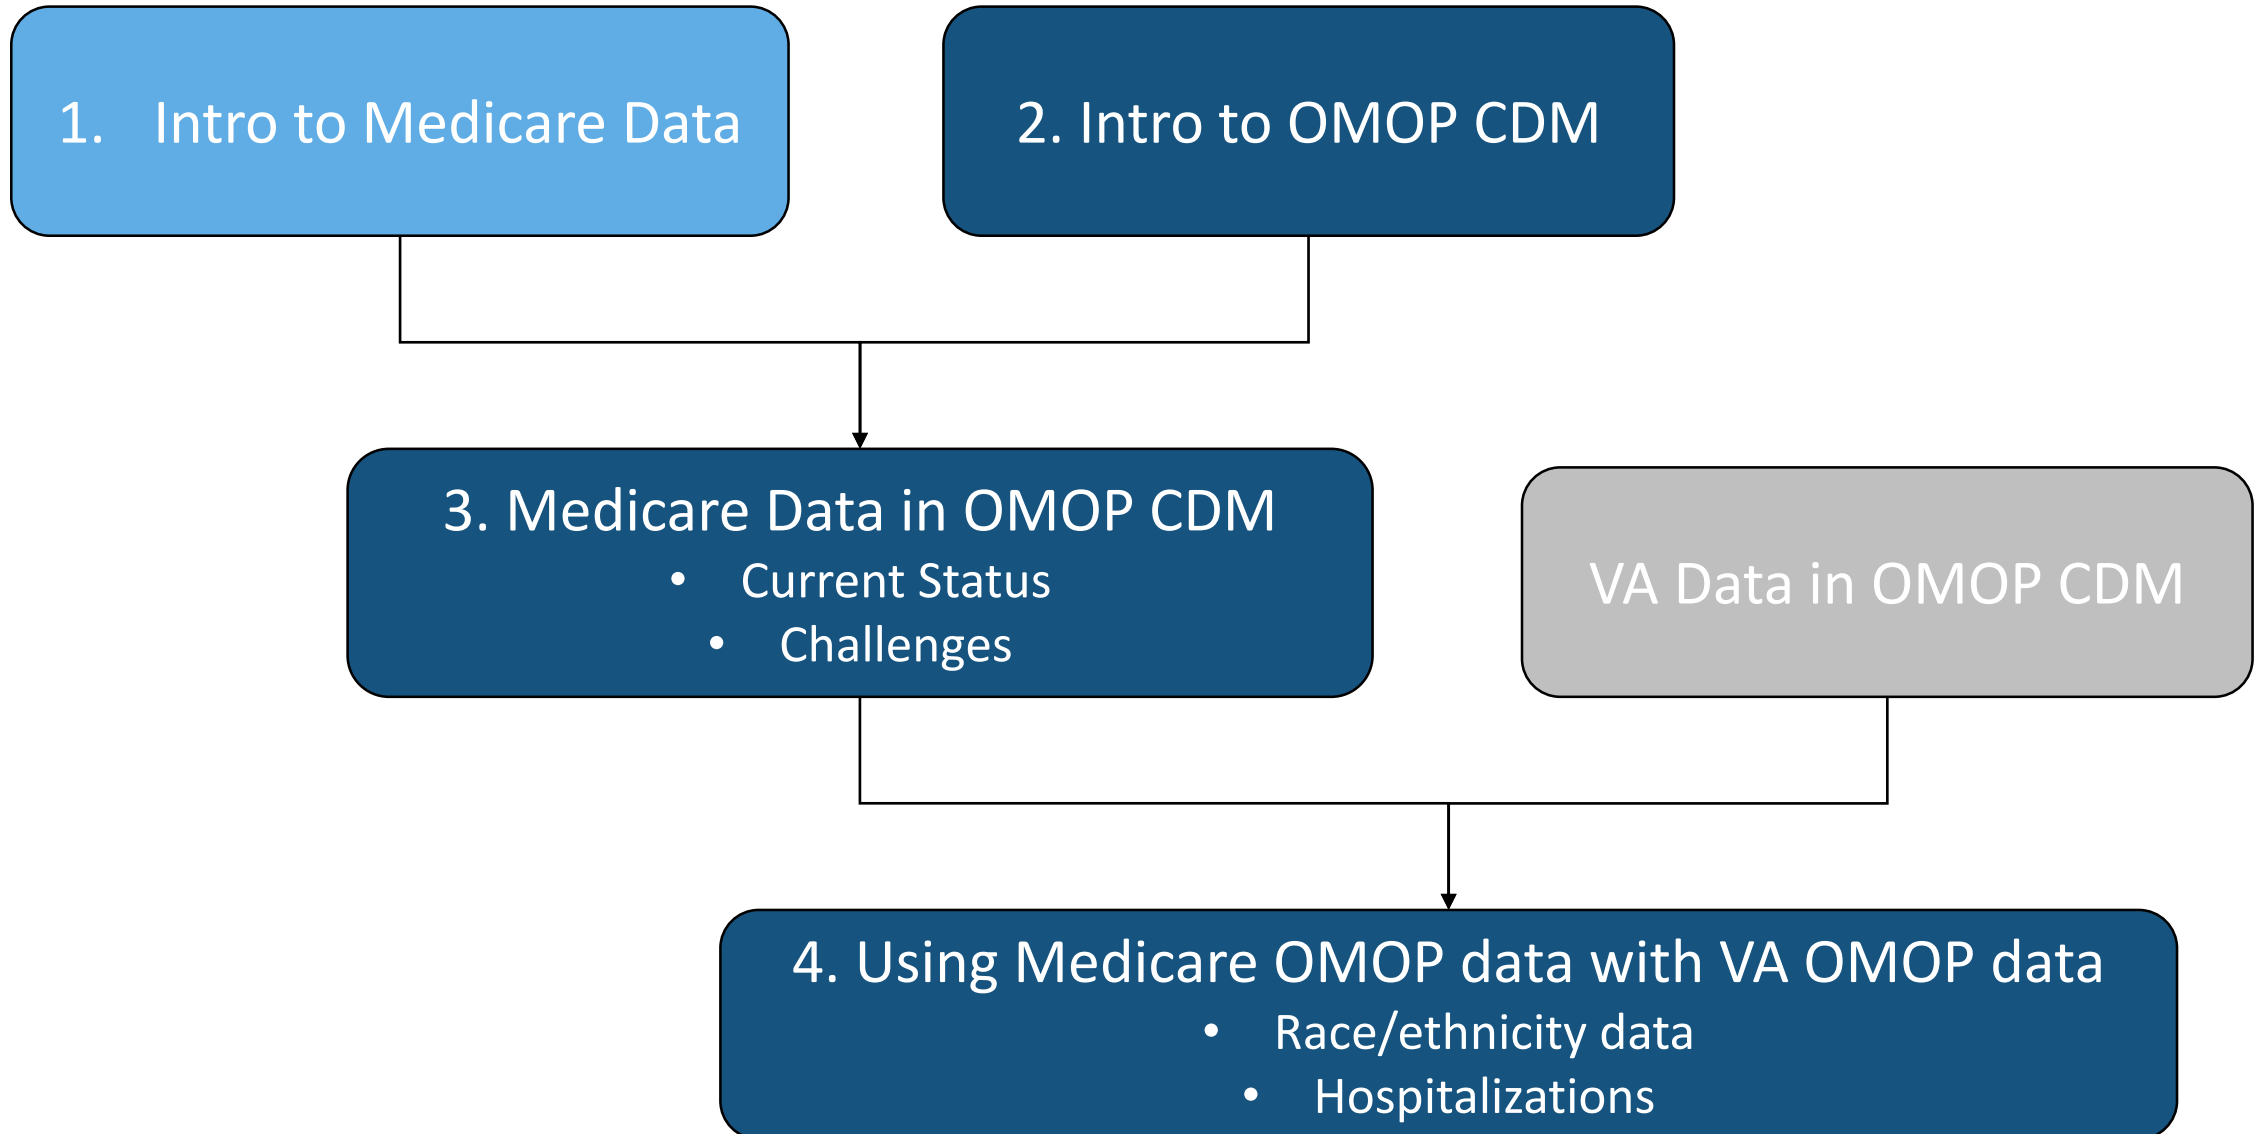 1. Intro to Medicare Data
2. Intro to OMOP CDM
3. Medicare Data in OMOP CDM
• Current Status
• Challenges
VA Data in OMOP CDM
4. Using Medicare OMOP data with VA OMOP data
• Race/ethnicity data
• Hospitalizations